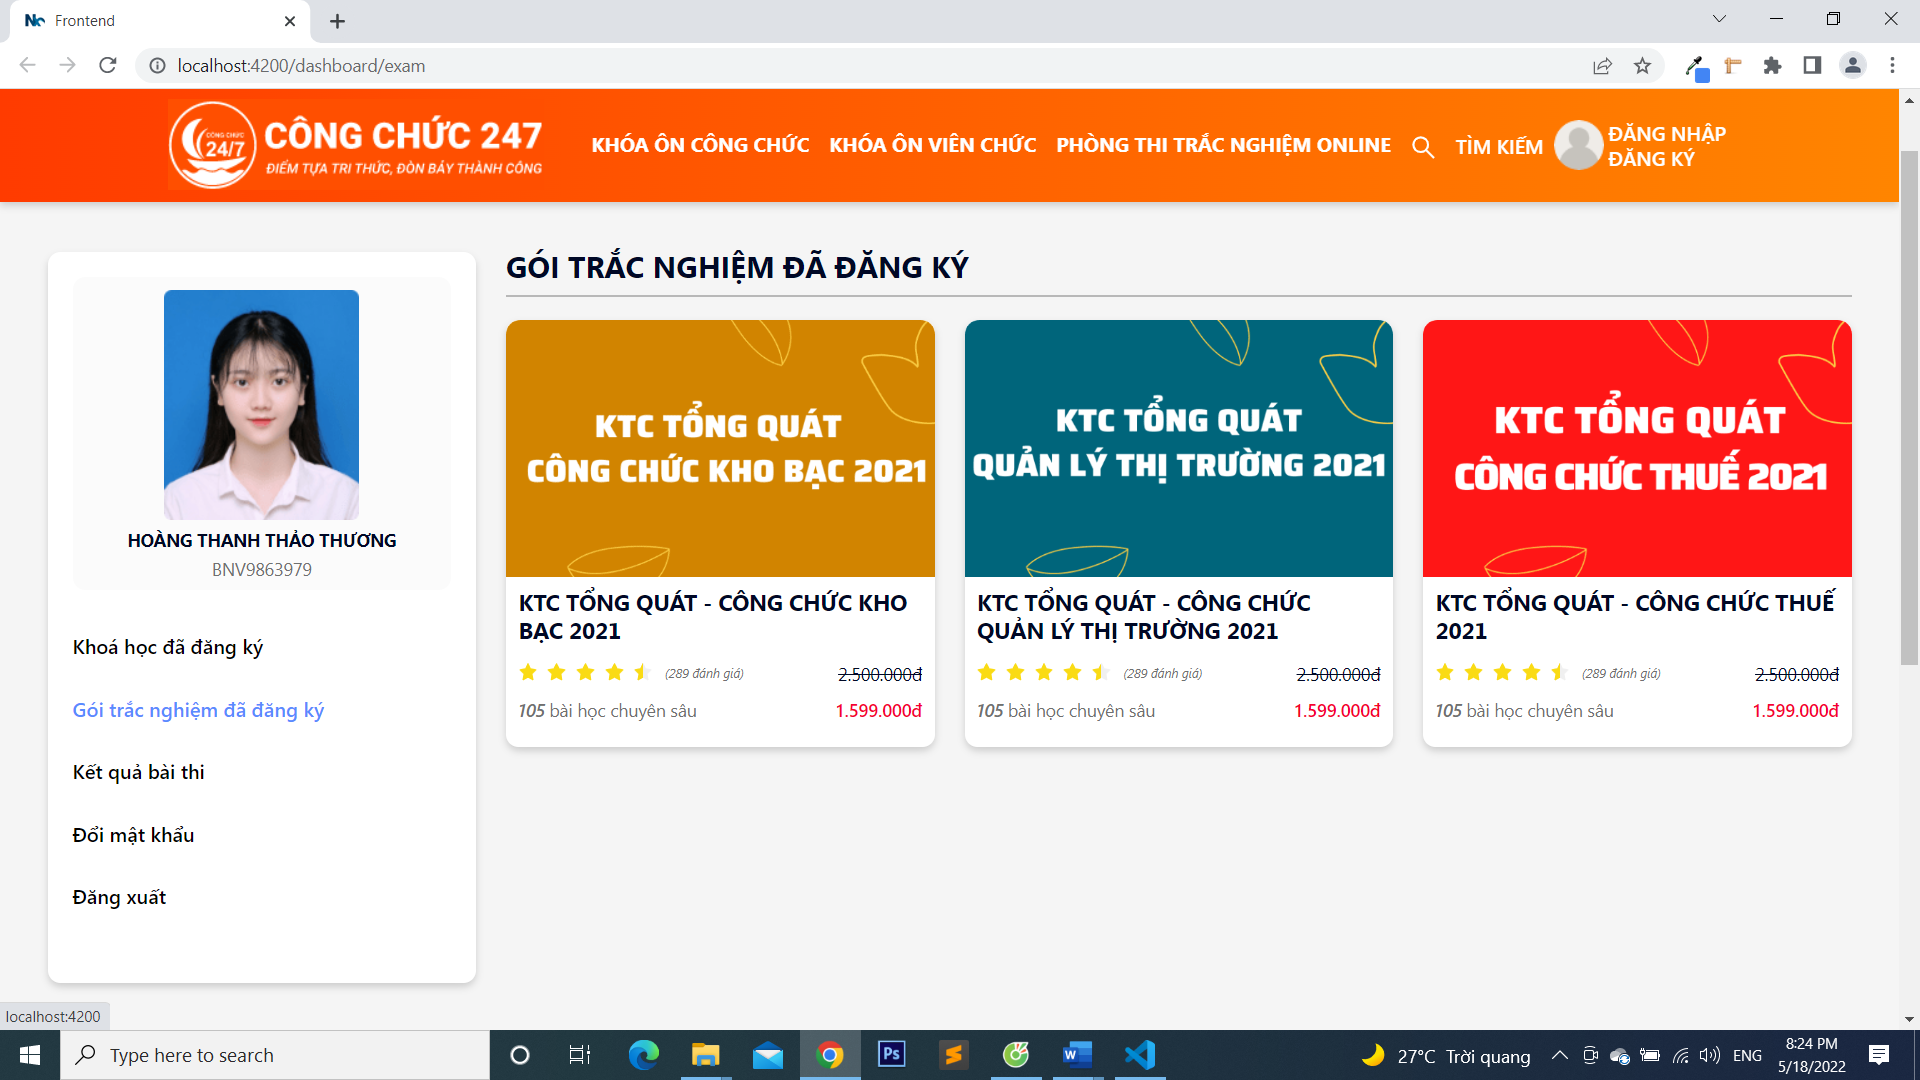 Frontend
localhost:4200/dashboard/exam
CÔNG CHỨC
24/7
CÔNG CHỨC 247
ĐIỂM TỰA TRI THỨC, ĐÒN BẨY THÀNH CÔNG
KHÓA ÔN CÔNG CHỨC
KHÓA ÔN VIÊN CHỨC
PHÒNG THI TRẮC NGHIỆM ONLINE
TÌM KIẾM
ĐĂNG NHẬP
ĐĂNG KÝ
HOÀNG THANH THẢO THƯƠNG
BNV9863979
Khoá học đã đăng ký
Gói trắc nghiệm đã đăng ký
Kết quả bài thi
Đổi mật khẩu
Đăng xuất
GÓI TRẮC NGHIỆM ĐÃ ĐĂNG KÝ
KTC TỔNG QUÁT
CÔNG CHỨC KHO BẠC 2021
KTC TỔNG QUÁT - CÔNG CHỨC KHO
BẠC 2021
(289 đánh giá)
2.500.000đ
105 bài học chuyên sâu
1.599.000đ
KTC TỔNG QUÁT
QUẢN LÝ THỊ TRƯỜNG 2021
KTC TỔNG QUÁT - CÔNG CHỨC
QUẢN LÝ THỊ TRƯỜNG 2021
(289 đánh giá)
2.500.000đ
105 bài học chuyên sâu
1.599.000đ
KTC TỔNG QUÁT
CÔNG CHỨC THUẾ 2021
KTC TỔNG QUÁT - CÔNG CHỨC THUẾ
2021
(289 đánh giá)
2.500.000đ
105 bài học chuyên sâu
1.599.000đ
localhost:4200
Type here to search
Ps
27°C Trời quang
ENG
8:24 PM
5/18/2022